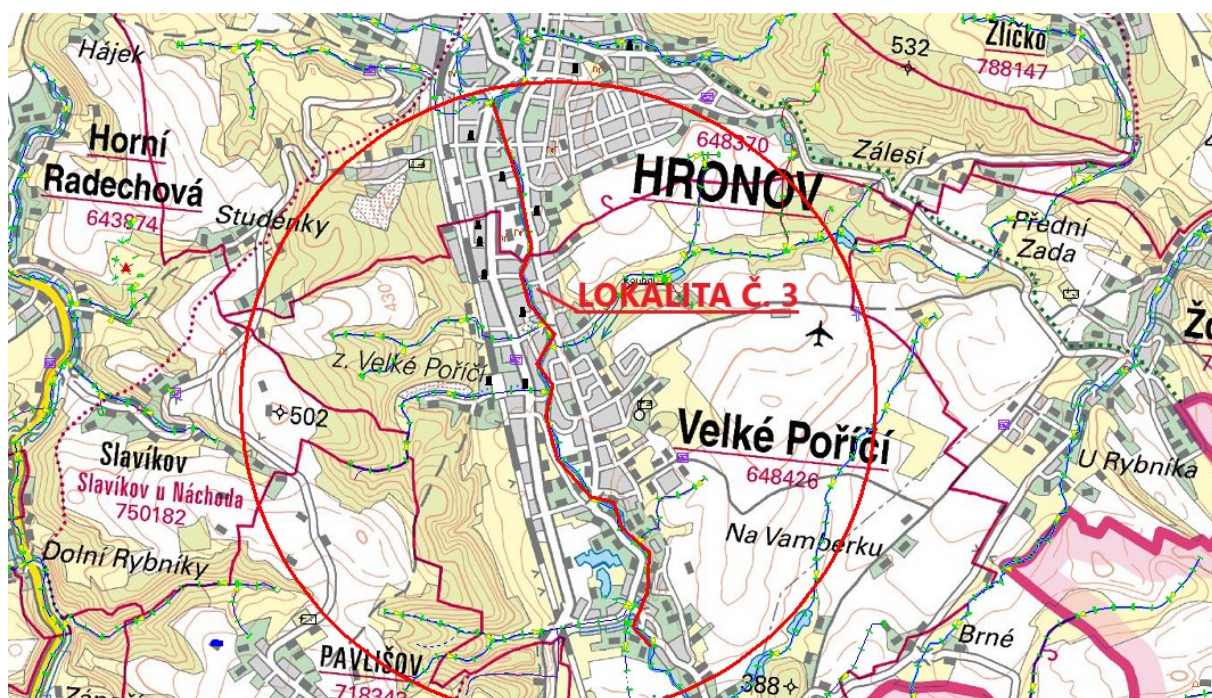 Hájek
532
Zlíčko
788147
Horní
Radechová
643874
Studénky
648370
HRONOV
Zálesí
Přední
Zada
430
LOKALITA Č. 3
z. Velké Poříčí
502
Velké Poříčí
648426
Slavíkov
Slavíkov u Náchoda
750182
U Rybníka
Na Vamberku
Dolní Rybníky
PAVLIŠOV
718343
Brné
388